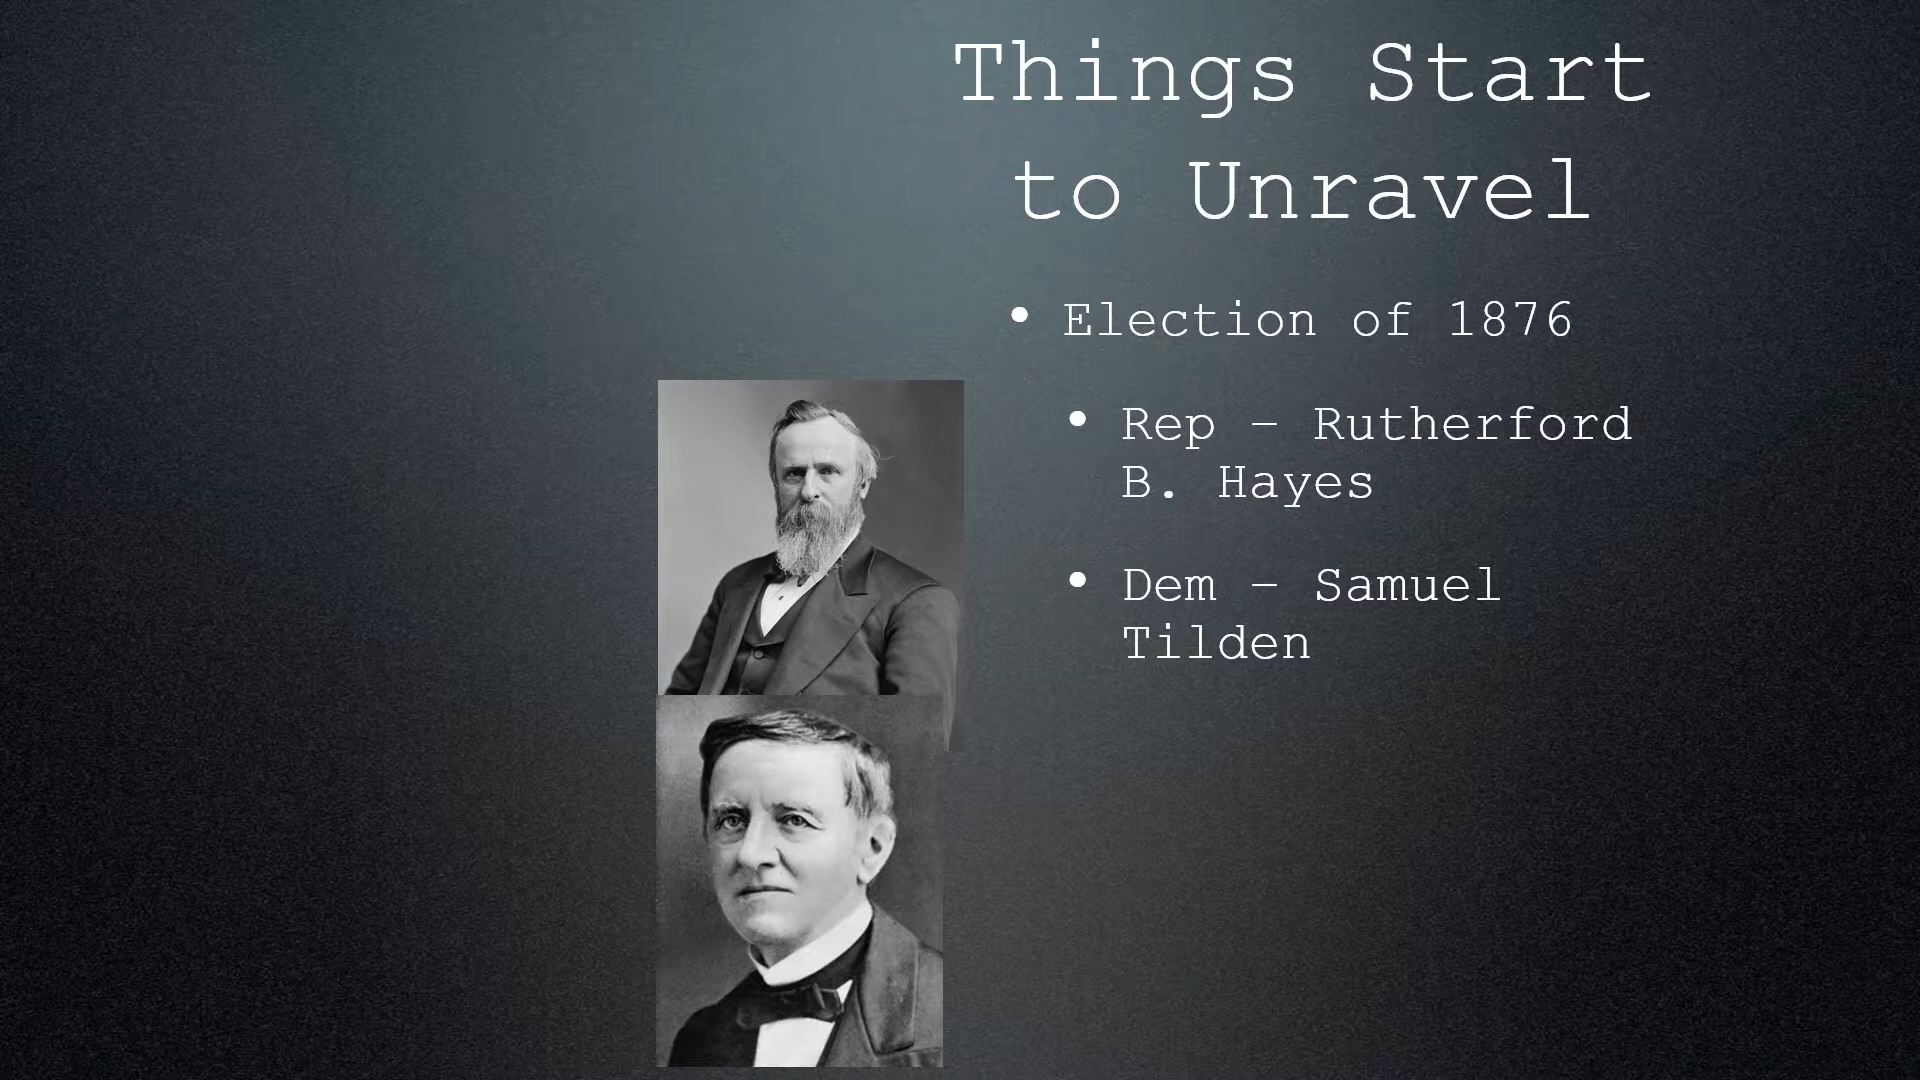 Things Start
to Unravel
• Election of 1876
• Rep – Rutherford
B. Hayes
• Dem – Samuel
Tilden